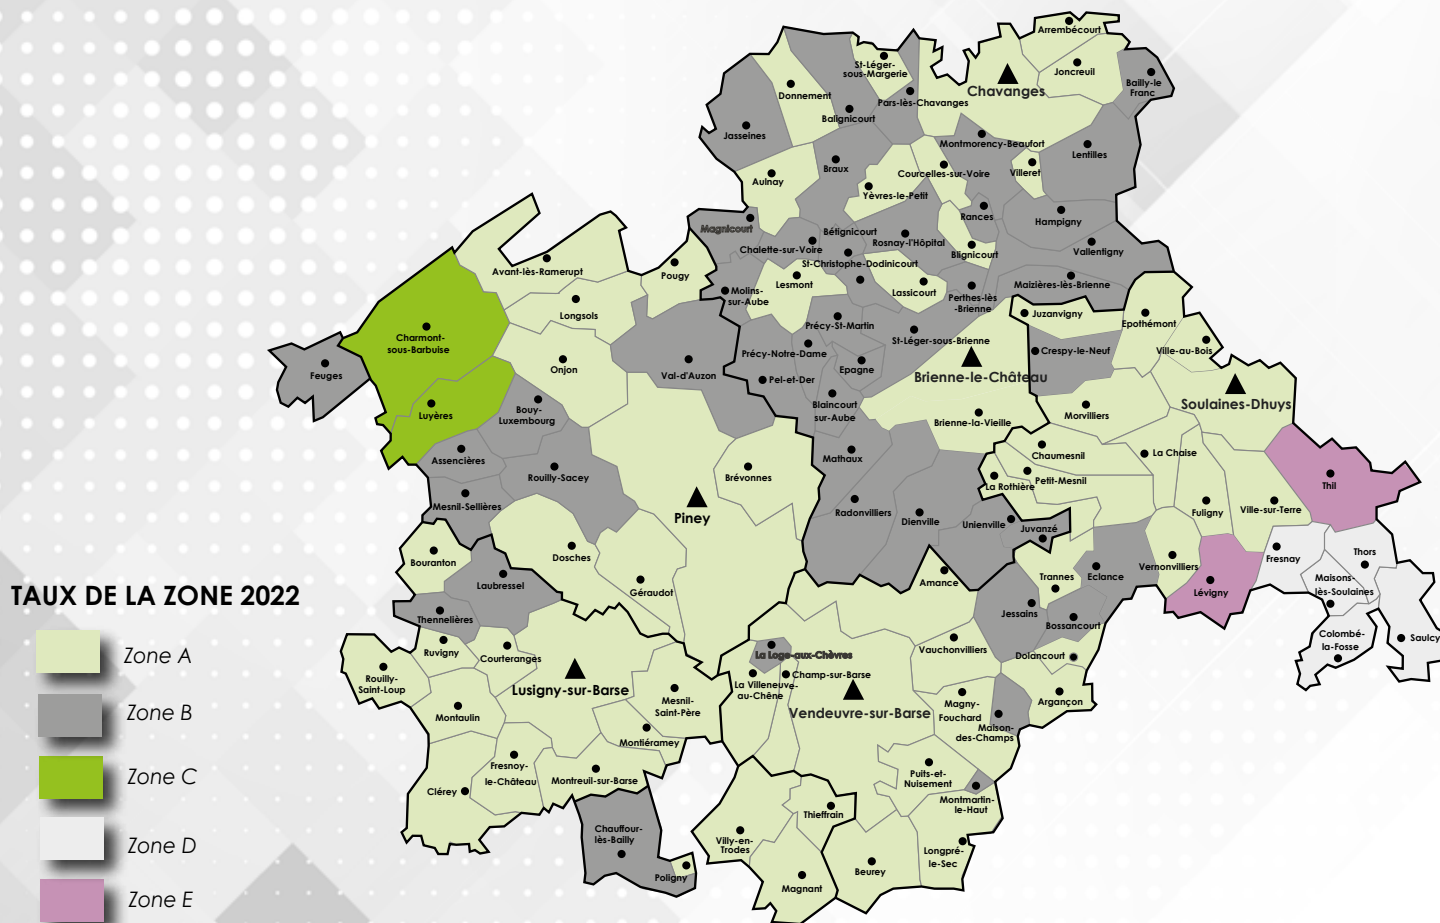 Arrembécourt
Joncreuil
Chavanges
Bailly-le
Franc
St-Léger-
sous-Margerie
Donnement
Pars-lès-Chavanges
Balignicourt
Jasseines
Montmorency-Beaufort
Lentilles
Braux
Courcelles-sur-Voire
Villeret
Aulnay
Yèvres-le-Petit
Rances
Hampigny
Magnicourt
Bétignicourt
Rosnay-l'Hôpital
Chalette-sur-Voire
Blignicourt
Vallentigny
St-Christophe-Dodinicourt
Avant-lès-Ramerupt
Pougy
Lesmont
Lassicourt
Maizières-lès-Brienne
Molins-
sur-Aube
Perthes-lès
-Brienne
Longsols
Juzanvigny
Epothémont
Précy-St-Martin
Charmont-
sous-Barbuise
St-Léger-sous-Brienne
Précy-Notre-Dame
Crespy-le-Neuf
Ville-au-Bois
Feuges
Onjon
Val-d'Auzon
Epagne
Pel-et-Der
Brienne-le-Château
Soulaines-Dhuys
Luyères
Bouy-
Luxembourg
Blaincourt
sur-Aube
Brienne-la-Vieille
Morvilliers
Assencières
Mathaux
Chaumesnil
La Chaise
Rouilly-Sacey
Brévonnes
La Rothière
Petit-Mesnil
Thil
Mesnil-Sellières
Piney
Radonvilliers
Dienville
Unienville
Juvanzé
Fuligny
Ville-sur-Terre
Bouranton
Dosches
Fresnay
Thors
Vernonvilliers
Laubressel
Géraudot
Amance
Trannes
Eclance
Lévigny
Maisons-
lès-Soulaines
TAUX DE LA ZONE 2022
Thennelières
Jessains
Bossancourt
Colombé-
la-Fosse
Saulcy
Ruvigny
Courteranges
Vauchonvilliers
Zone A
La Loge-aux-Chèvres
Dolancourt
Rouilly-
Saint-Loup
Lusigny-sur-Barse
Mesnil-
Saint-Père
La Villeneuve-
au-Chêne
Champ-sur-Barse
Argançon
Zone B
Montaulin
Vendeuvre-sur-Barse
Magny-
Fouchard
Maison-
des-Champs
Montiéramey
Zone C
Fresnoy-
le-Château
Montreuil-sur-Barse
Puits-et-
Nuisement
Clérey
Montmartin-
le-Haut
Thieffrain
Zone D
Chauffour-
lès-Bailly
Villy-en-
Trodes
Longpré-
le-Sec
Poligny
Beurey
Magnant
Zone E